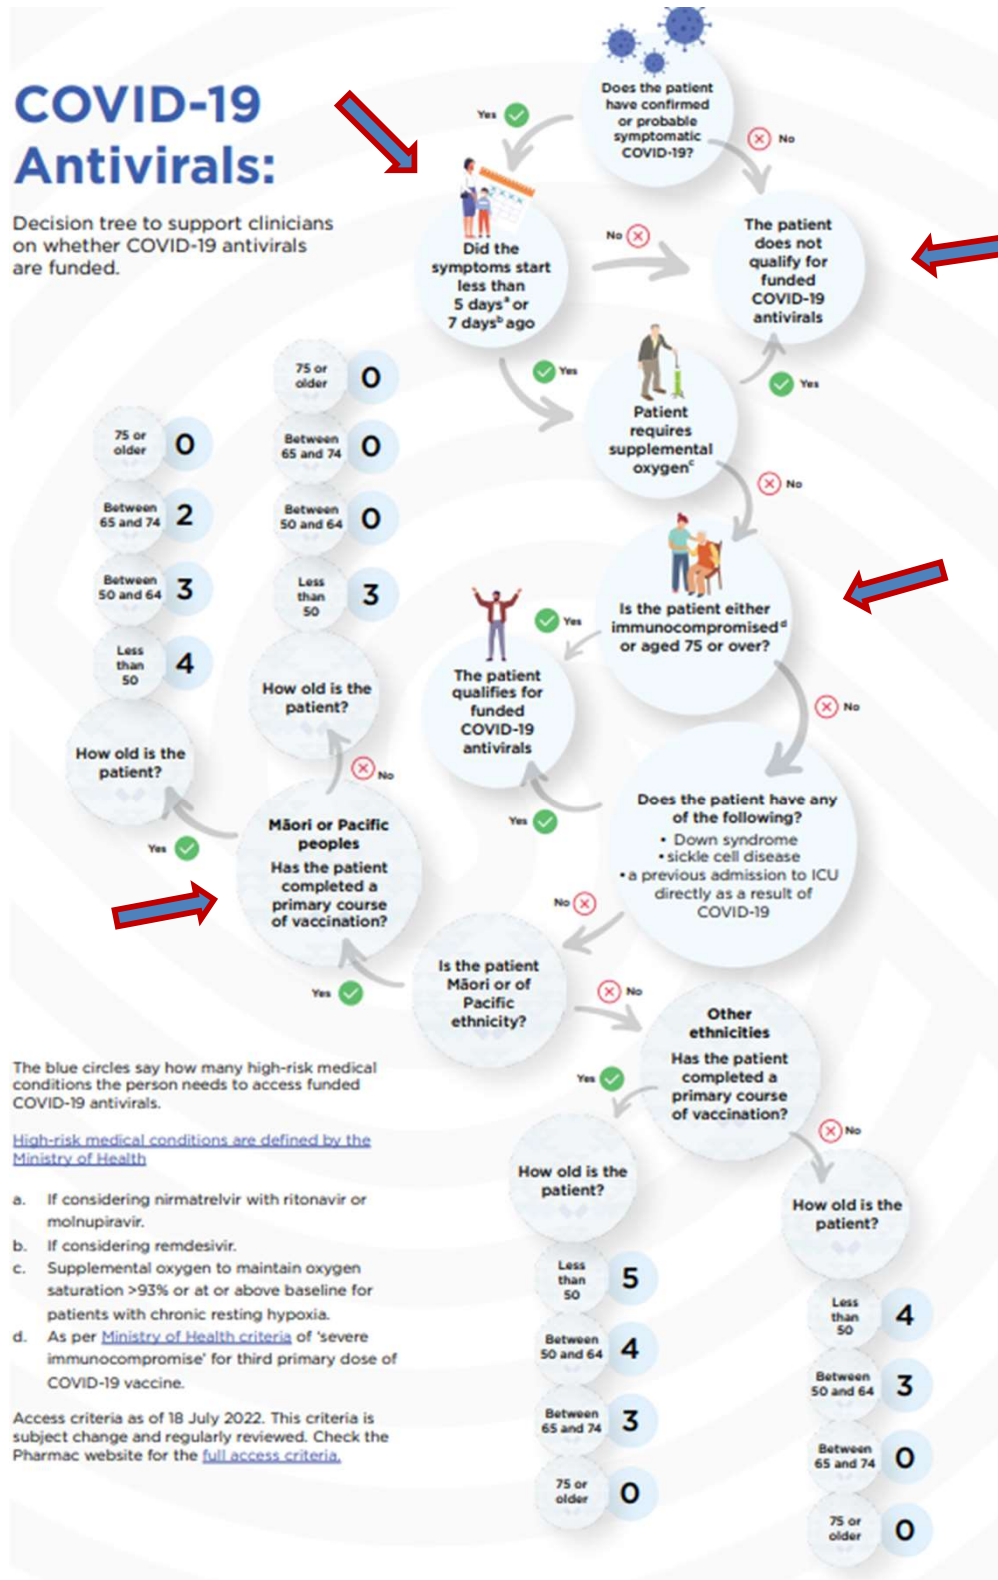 COVID-19
Antivirals:
Decision tree to support clinicians
on whether COVID-19 antivirals
are funded.
Does the patient
have confirmed
or probable
symptomatic
COVID-19?
Yes
No
Did the
symptoms start
less than
5 daysᵃ or
7 daysᵇ ago
No
The patient
does not
qualify for
funded
COVID-19
antivirals
Yes
Patient
requires
supplemental
oxygenᶜ
Yes
No
Is the patient either
immunocompromisedᵈ
or aged 75 or over?
Yes
The patient
qualifies for
funded
COVID-19
antivirals
No
Does the patient have any
of the following?
• Down syndrome
• sickle cell disease
• a previous admission to ICU
directly as a result of
COVID-19
Yes
No
Is the patient
Māori or of
Pacific
ethnicity?
Yes
No
Māori or Pacific
peoples
Has the patient
completed a
primary course
of vaccination?
Yes
How old is the
patient?
75 or
older
0
Between
65 and 74
2
Between
50 and 64
3
Less
than
50
4
No
How old is the
patient?
75 or
older
0
Between
65 and 74
0
Between
50 and 64
0
Less
than
50
3
Other
ethnicities
Has the patient
completed a
primary course
of vaccination?
Yes
How old is the
patient?
Less
than
50
5
Between
50 and 64
4
Between
65 and 74
3
75 or
older
0
No
How old is the
patient?
Less
than
50
4
Between
50 and 64
3
Between
65 and 74
0
75 or
older
0
The blue circles say how many high-risk medical
conditions the person needs to access funded
COVID-19 antivirals.
High-risk medical conditions are defined by the
Ministry of Health
a. If considering nirmatrelvir with ritonavir or
molnupiravir.
b. If considering remdesivir.
c. Supplemental oxygen to maintain oxygen
saturation >93% or at or above baseline for
patients with chronic resting hypoxia.
d. As per Ministry of Health criteria of ‘severe
immunocompromise’ for third primary dose of
COVID-19 vaccine.
Access criteria as of 18 July 2022. This criteria is
subject change and regularly reviewed. Check the
Pharmac website for the full access criteria.